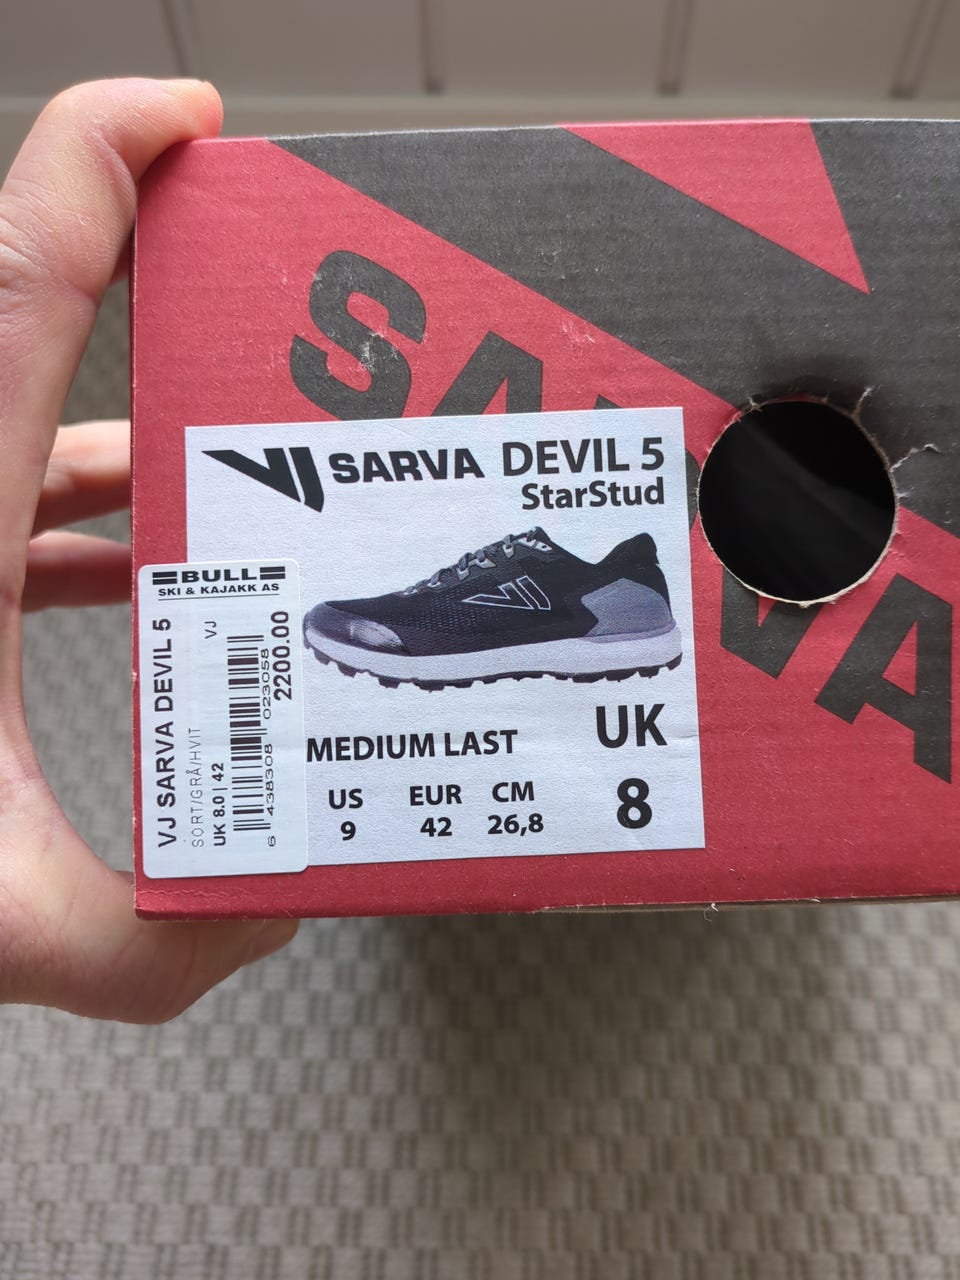 SARVA
VJ SARVA DEVIL 5
StarStud
MEDIUM LAST
UK
8
US
9
EUR
42
CM
26,8
BULL
SKI & KAJAKK AS
VJ SARVA DEVIL 5
SORT/GRÅ/HVIT
VJ
UK 8.0 | 42
6 438308 023058
2200.00